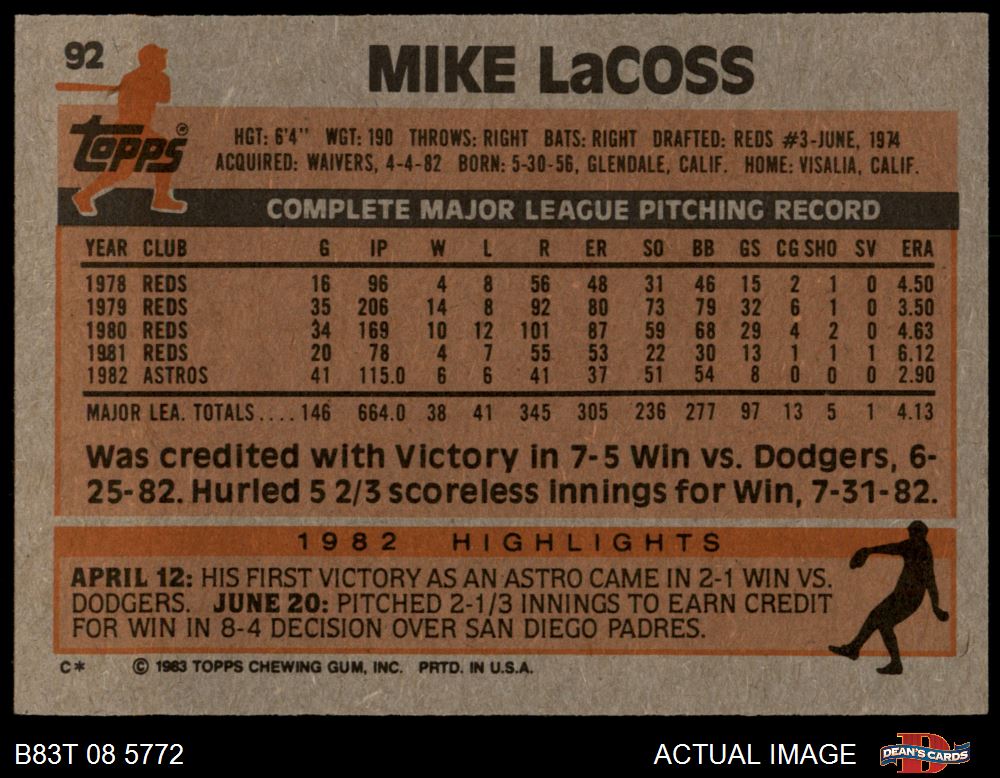 92
MIKE LaCOSS
topps®
HGT: 6'4" WGT: 190 THROWS: RIGHT BATS: RIGHT DRAFTED: REDS #3-JUNE, 1974
ACQUIRED: WAIVERS, 4-4-82 BORN: 5-30-56, GLENDALE, CALIF. HOME: VISALIA, CALIF.
COMPLETE MAJOR LEAGUE PITCHING RECORD
YEAR CLUB G IP W L R ER SO BB GS CG SHO SV ERA
1978 REDS 16 96 4 8 56 48 31 46 15 2 1 0 4.50
1979 REDS 35 206 14 8 92 80 73 79 32 6 1 0 3.50
1980 REDS 34 169 10 12 101 87 59 68 29 4 2 0 4.63
1981 REDS 20 78 4 7 55 53 22 30 13 1 1 1 6.12
1982 ASTROS 41 115.0 6 6 41 37 51 54 8 0 0 0 2.90
MAJOR LEA. TOTALS.... 146 664.0 38 41 345 305 236 277 97 13 5 1 4.13
Was credited with Victory in 7-5 Win vs. Dodgers, 6-
25-82. Hurled 5 2/3 scoreless innings for Win, 7-31-82.
1982 HIGHLIGHTS
APRIL 12: HIS FIRST VICTORY AS AN ASTRO CAME IN 2-1 WIN VS.
DODGERS. JUNE 20: PITCHED 2-1/3 INNINGS TO EARN CREDIT
FOR WIN IN 8-4 DECISION OVER SAN DIEGO PADRES.
C* © 1983 TOPPS CHEWING GUM, INC. PRTD. IN U.S.A.
B83T 08 5772 ACTUAL IMAGE DEAN'S CARDS